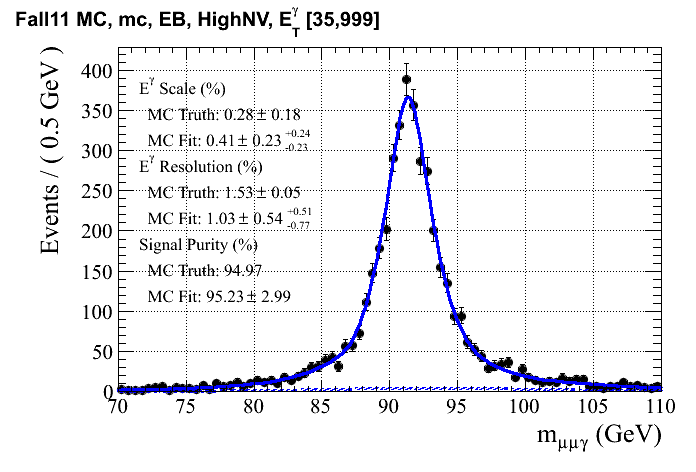 Fall11 MC, mc, EB, HighNV, E_T^γ [35,999]
Events / ( 0.5 GeV )
400
350
300
250
200
150
100
50
0
E^γ Scale (%)
MC Truth: 0.28 ± 0.18
MC Fit: 0.41 ± 0.23 +0.24 -0.23
E^γ Resolution (%)
MC Truth: 1.53 ± 0.05
MC Fit: 1.03 ± 0.54 +0.51 -0.77
Signal Purity (%)
MC Truth: 94.97
MC Fit: 95.23 ± 2.99
70 75 80 85 90 95 100 105 110
m_μμγ (GeV)